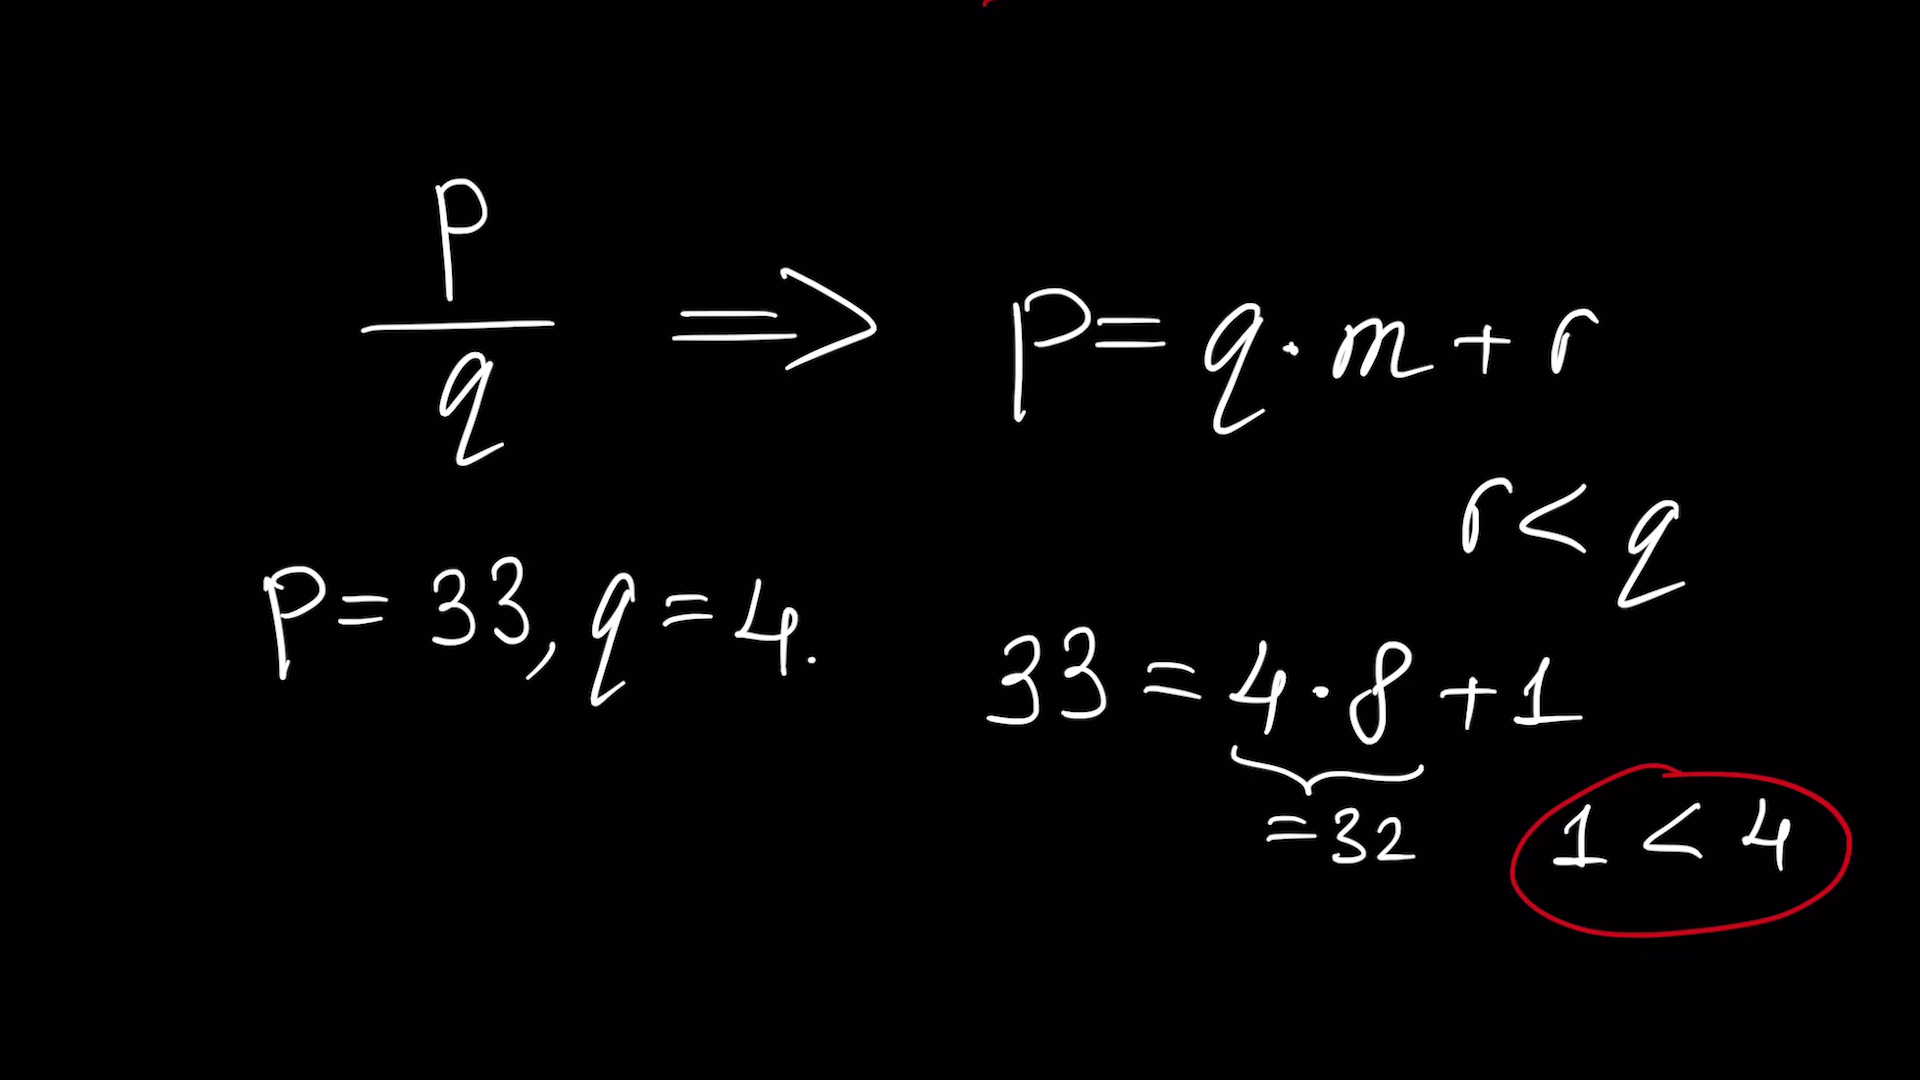 p/q => p = q · m + r
r < q
p = 33, q = 4.
33 = 4 · 8 + 1
= 32
1 < 4